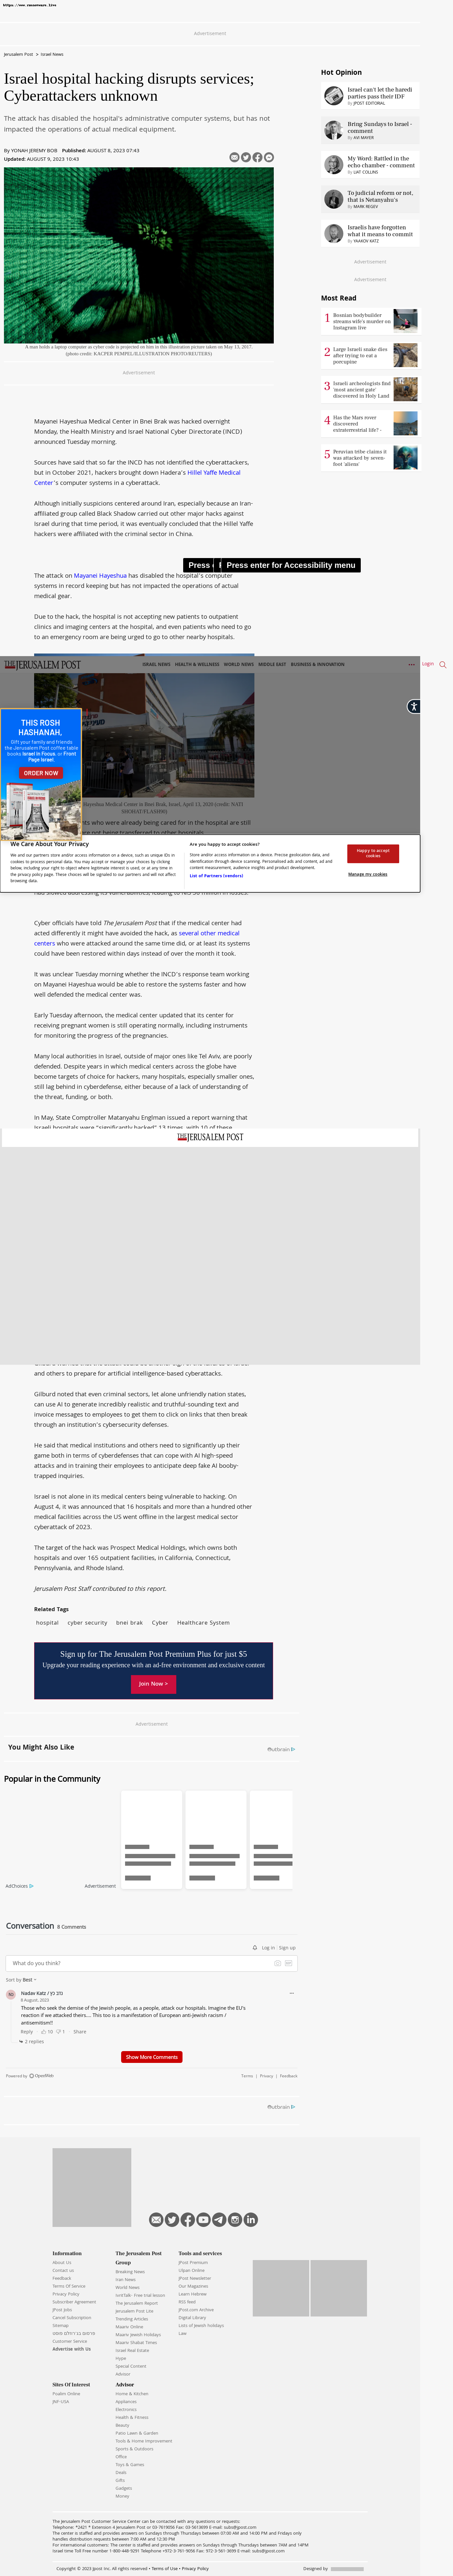 https://www.ransomware.live
Advertisement
Jerusalem Post > Israel News
Israel hospital hacking disrupts services;
Cyberattackers unknown
The attack has disabled the hospital's administrative computer systems, but has not
impacted the operations of actual medical equipment.
By YONAH JEREMY BOB Published: AUGUST 8, 2023 07:43
Updated: AUGUST 9, 2023 10:43
A man holds a laptop computer as cyber code is projected on him in this illustration picture taken on May 13, 2017.
(photo credit: KACPER PEMPEL/ILLUSTRATION PHOTO/REUTERS)
Advertisement
Mayanei Hayeshua Medical Center in Bnei Brak was hacked overnight
Monday, the Health Ministry and Israel National Cyber Directorate (INCD)
announced Tuesday morning.
Sources have said that so far the INCD has not identified the cyberattackers,
but in October 2021, hackers took down Hadera's Hillel Yaffe Medical
Center's computer systems in a cyberattack.
Although initially suspicions centered around Iran, especially because an Iran-
affiliated group called Black Shadow carried out other major hacks against
Israel during that time period, it was eventually concluded that the Hillel Yaffe
hackers were affiliated with the criminal sector in China.
Press enter for Accessibility menu
The attack on Mayanei Hayeshua has disabled the hospital's computer
systems in record keeping but has not impacted the operations of actual
medical gear.
Due to the hack, the hospital is not accepting new patients to outpatient
clinics and imaging centers at the hospital, and even patients who need to go
to an emergency room are being urged to go to other nearby hospitals.
THE JERUSALEM POST
ISRAEL NEWS HEALTH & WELLNESS WORLD NEWS MIDDLE EAST BUSINESS & INNOVATION
Login
THIS ROSH
HASHANAH,
Gift your family and friends
the Jerusalem Post coffee table
books Israel In Focus, or Front
Page Israel.
ORDER NOW
Hayeshua Medical Center in Bnei Brak, Israel, April 13, 2020 (credit: NATI
SHOHAT/FLASH90)
who were already being cared for in the hospital are still
not being transferred to other hospitals.
We Care About Your Privacy
We and our partners store and/or access information on a device, such as unique IDs in
cookies to process personal data. You may accept or manage your choices by clicking
below, including your right to object where legitimate interest is used, or at any time in
the privacy policy page. These choices will be signaled to our partners and will not affect
browsing data.
Are you happy to accept cookies?
Store and/or access information on a device. Precise geolocation data, and
identification through device scanning. Personalised ads and content, ad and
content measurement, audience insights and product development.
List of Partners (vendors)
Happy to accept
cookies
Manage my cookies
Cyber officials have told The Jerusalem Post that if the medical center had
acted differently it might have avoided the hack, as several other medical
centers who were attacked around the same time did, or at least its systems
could have been restored within days instead of over the month it took.
It was unclear Tuesday morning whether the INCD's response team working
on Mayanei Hayeshua would be able to restore the systems faster and how
well defended the medical center was.
Early Tuesday afternoon, the medical center updated that its center for
receiving pregnant women is still operating normally, including instruments
for monitoring the progress of the pregnancies.
Many local authorities in Israel, outside of major ones like Tel Aviv, are poorly
defended. Despite years in which medical centers across the globe have
become targets of choice for hackers, many hospitals, especially smaller ones,
still lag behind in cyberdefense, either because of a lack of understanding of
the threat, funding, or both.
In May, State Comptroller Matanyahu Englman issued a report warning that
Israeli hospitals were "significantly hacked" 13 times, with 10 of these
THE JERUSALEM POST
and others to prepare for artificial intelligence-based cyberattacks.
Gilburd noted that even criminal sectors, let alone unfriendly nation states,
can use AI to generate incredibly realistic and truthful-sounding text and
invoice messages to employees to get them to click on links that then break
through an institution's cybersecurity defenses.
He said that medical institutions and others need to significantly up their
game both in terms of cyberdefenses that can cope with AI high-speed
attacks and in training their employees to anticipate deep fake AI booby-
trapped inquiries.
Israel is not alone in its medical centers being vulnerable to hacking. On
August 4, it was announced that 16 hospitals and more than a hundred other
medical facilities across the US went offline in the largest medical sector
cyberattack of 2023.
The target of the hack was Prospect Medical Holdings, which owns both
hospitals and over 165 outpatient facilities, in California, Connecticut,
Pennsylvania, and Rhode Island.
Jerusalem Post Staff contributed to this report.
Related Tags
hospital cyber security bnei brak Cyber Healthcare System
Sign up for The Jerusalem Post Premium Plus for just $5
Upgrade your reading experience with an ad-free environment and exclusive content
Join Now >
Advertisement
You Might Also Like
Outbrain
Popular in the Community
AdChoices
Advertisement
Conversation 8 Comments
Log in | Sign up
What do you think?
Sort by Best
Nadav Katz / נדב כץ
8 August, 2023
Those who seek the demise of the Jewish people, as a people, attack our hospitals. Imagine the EU's
reaction if we attacked theirs.... This too is a manifestation of European anti-Judaism /
antisemitism!!
Reply 10 1 Share
2 replies
Show More Comments
Powered by OpenWeb
Terms | Privacy | Feedback
Outbrain
Hot Opinion
Israel can't let the haredi
parties pass their IDF
By JPOST EDITORIAL
Bring Sundays to Israel -
comment
By AVI MAYER
My Word: Rattled in the
echo chamber - comment
By LIAT COLLINS
To judicial reform or not,
that is Netanyahu's
By MARK REGEV
Israelis have forgotten
what it means to commit
By YAAKOV KATZ
Advertisement
Advertisement
Most Read
1 Bosnian bodybuilder
streams wife's murder on
Instagram live
2 Large Israeli snake dies
after trying to eat a
porcupine
3 Israeli archeologists find
'most ancient gate'
discovered in Holy Land
4 Has the Mars rover
discovered
extraterrestrial life? -
5 Peruvian tribe claims it
was attacked by seven-
foot 'aliens'
Information
About Us
Contact us
Feedback
Terms Of Service
Privacy Policy
Subscriber Agreement
JPost Jobs
Cancel Subscription
Sitemap
Customer Service
Advertise with Us
The Jerusalem Post
Group
Breaking News
Iran News
World News
IvritTalk- Free trial lesson
The Jerusalem Report
Jerusalem Post Lite
Trending Articles
Maariv Online
Maariv Jewish Holidays
Maariv Shabat Times
Israel Real Estate
Hype
Special Content
Advisor
Tools and services
JPost Premium
Ulpan Online
JPost Newsletter
Our Magazines
Learn Hebrew
RSS feed
JPost.com Archive
Digital Library
Lists of Jewish holidays
Law
Sites Of Interest
Poalim Online
JNF-USA
Advisor
Home & Kitchen
Appliances
Electronics
Health & Fitness
Beauty
Patio Lawn & Garden
Tools & Home Improvement
Sports & Outdoors
Office
Toys & Games
Deals
Gifts
Gadgets
Money
The Jerusalem Post Customer Service Center can be contacted with any questions or requests:
Telephone: *2421 * Extension 4 Jerusalem Post or 03-7619056 Fax: 03-5613699 E-mail: subs@jpost.com
The center is staffed and provides answers on Sundays through Thursdays between 07:00 AM and 14:00 PM and Fridays only
handles distribution requests between 7:00 AM and 12:30 PM
For international customers: The center is staffed and provides answers on Sundays through Thursdays between 7AM and 14PM
Israel time Toll Free number 1-800-448-9291 Telephone +972-3-761-9056 Fax: 972-3-561-3699 E-mail: subs@jpost.com
Copyright © 2023 Jpost Inc. All rights reserved • Terms of Use • Privacy Policy
Designed by